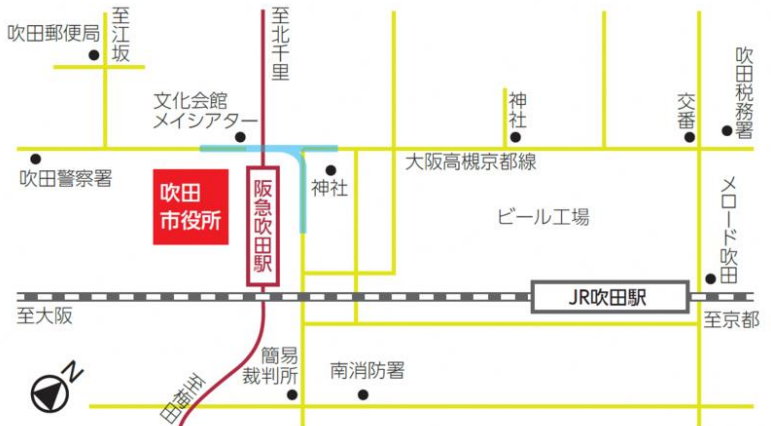 至江坂
吹田郵便局
至北千里
文化会館
メイシアター
神社
交番
吹田税務署
吹田警察署
吹田
市役所
阪急吹田駅
神社
大阪高槻京都線
ビール工場
メロード吹田
JR吹田駅
至大阪
至京都
N
至梅田
簡易
裁判所
南消防署